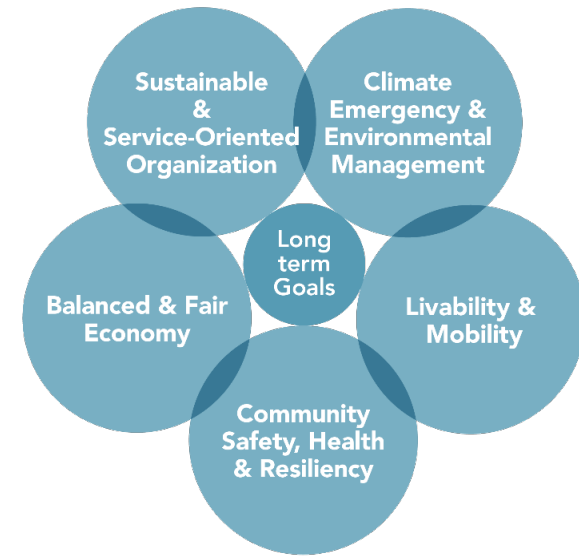 Sustainable
&
Service-Oriented
Organization
Climate
Emergency &
Environmental
Management
Long
term
Goals
Balanced & Fair
Economy
Livability &
Mobility
Community
Safety, Health
& Resiliency